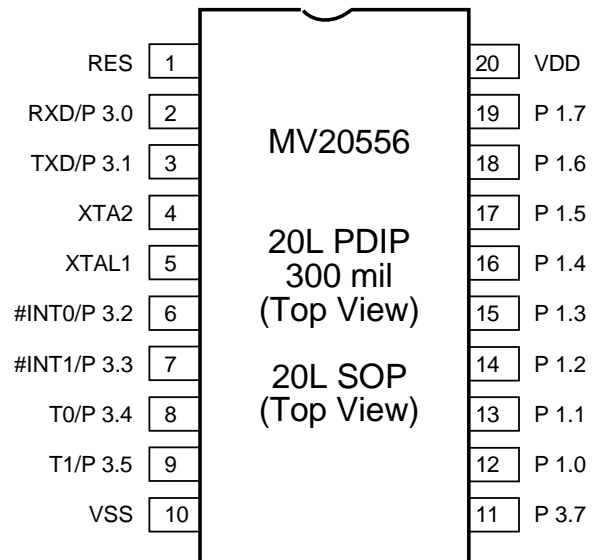 RES 1
RXD/P 3.0 2
TXD/P 3.1 3
XTA2 4
XTAL1 5
#INT0/P 3.2 6
#INT1/P 3.3 7
T0/P 3.4 8
T1/P 3.5 9
VSS 10
MV20556
20L PDIP
300 mil
(Top View)
20L SOP
(Top View)
20 VDD
19 P 1.7
18 P 1.6
17 P 1.5
16 P 1.4
15 P 1.3
14 P 1.2
13 P 1.1
12 P 1.0
11 P 3.7